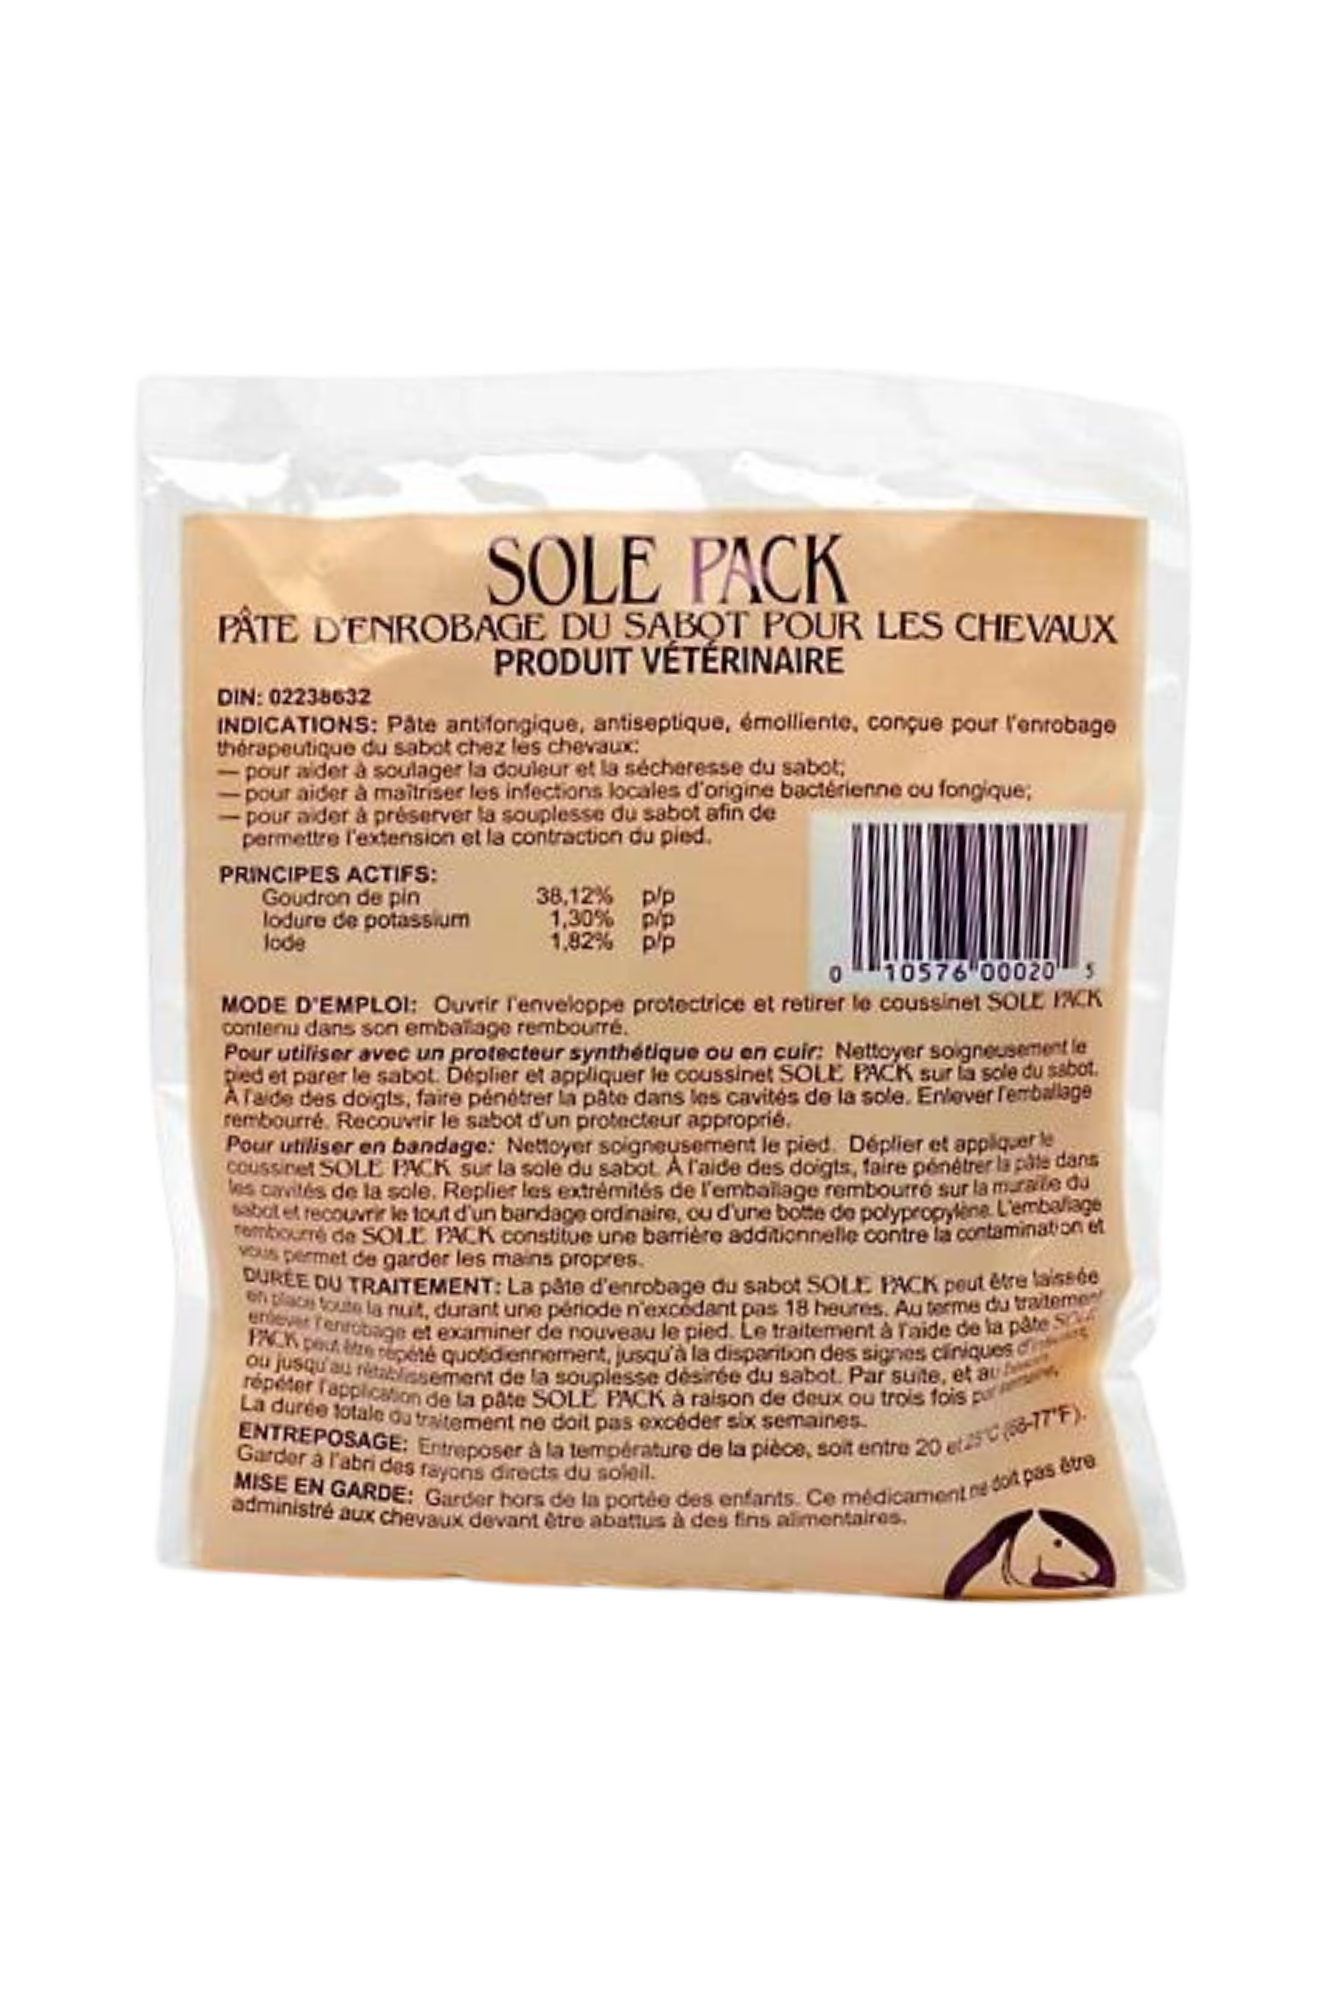 SOLE PACK
PÂTE D'ENROBAGE DU SABOT POUR LES CHEVAUX
PRODUIT VÉTÉRINAIRE
DIN: 02238632
INDICATIONS: Pâte antifongique, antiseptique, émolliente, conçue pour l'enrobage
thérapeutique du sabot chez les chevaux:
— pour aider à soulager la douleur et la sécheresse du sabot;
— pour aider à maîtriser les infections locales d'origine bactérienne ou fongique;
— pour aider à préserver la souplesse du sabot afin de
permettre l'extension et la contraction du pied.
PRINCIPES ACTIFS:
Goudron de pin 38,12% p/p
Iodure de potassium 1,30% p/p
Iode 1,82% p/p
0 10576 00020 5
MODE D'EMPLOI: Ouvrir l'enveloppe protectrice et retirer le coussinet SOLE PACK
contenu dans son emballage rembourré.
Pour utiliser avec un protecteur synthétique ou en cuir: Nettoyer soigneusement le
pied et parer le sabot. Déplier et appliquer le coussinet SOLE PACK sur la sole du sabot.
À l'aide des doigts, faire pénétrer la pâte dans les cavités de la sole. Enlever l'emballage
rembourré. Recouvrir le sabot d'un protecteur approprié.
Pour utiliser en bandage: Nettoyer soigneusement le pied. Déplier et appliquer le
coussinet SOLE PACK sur la sole du sabot. À l'aide des doigts, faire pénétrer la pâte dans
les cavités de la sole. Replier les extrémités de l'emballage rembourré sur la muraille du
sabot et recouvrir le tout d'un bandage ordinaire, ou d'une botte de polypropylène. L'emballage
rembourré de SOLE PACK constitue une barrière additionnelle contre la contamination et
vous permet de garder les mains propres.
DURÉE DU TRAITEMENT: La pâte d'enrobage du sabot SOLE PACK peut être laissée
en place toute la nuit, durant une période n'excédant pas 18 heures. Au terme du traitement
enlever l'enrobage et examiner de nouveau le pied. Le traitement à l'aide de la pâte SOLE
PACK peut être répété quotidiennement, jusqu'à la disparition des signes cliniques
ou jusqu'au rétablissement de la souplesse désirée du sabot. Par suite, et au besoin,
répéter l'application de la pâte SOLE PACK à raison de deux ou trois fois par semaine.
La durée totale du traitement ne doit pas excéder six semaines.
ENTREPOSAGE: Entreposer à la température de la pièce, soit entre 20 et 25°C (68-77°F).
Garder à l'abri des rayons directs du soleil.
MISE EN GARDE: Garder hors de la portée des enfants. Ce médicament ne doit pas être
administré aux chevaux devant être abattus à des fins alimentaires.